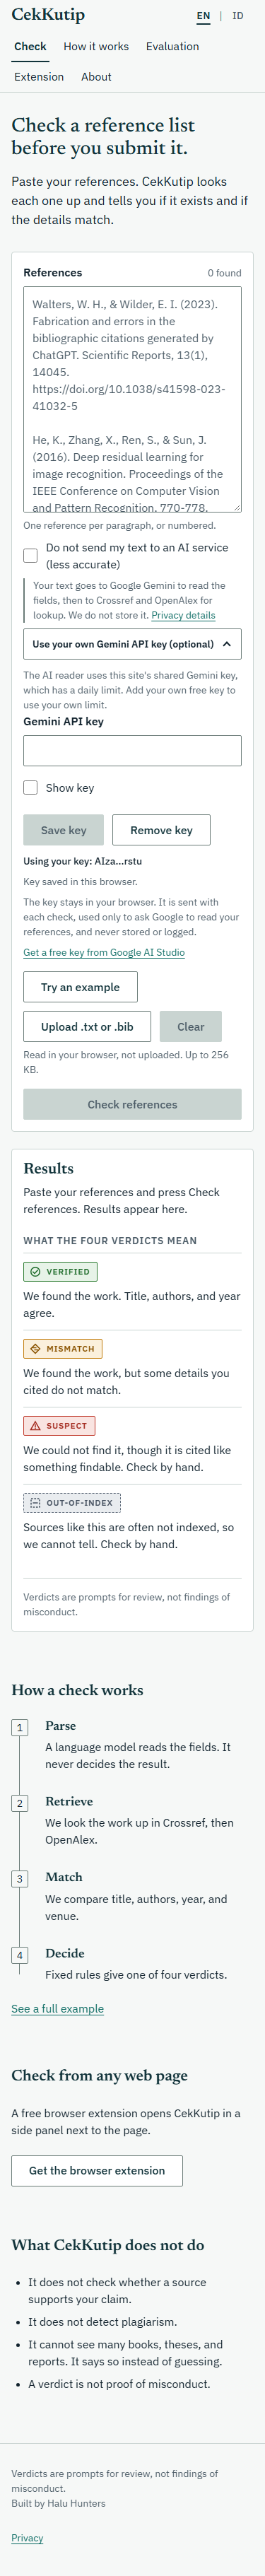 CekKutip
EN | ID
Check How it works Evaluation
Extension About
Check a reference list
before you submit it.
Paste your references. CekKutip looks
each one up and tells you if it exists and if
the details match.
References 0 found
Walters, W. H., & Wilder, E. I. (2023).
Fabrication and errors in the
bibliographic citations generated by
ChatGPT. Scientific Reports, 13(1),
14045.
https://doi.org/10.1038/s41598-023-
41032-5
He, K., Zhang, X., Ren, S., & Sun, J.
(2016). Deep residual learning for
image recognition. Proceedings of the
IEEE Conference on Computer Vision
and Pattern Recognition, 770-778.
One reference per paragraph, or numbered.
Do not send my text to an AI service
(less accurate)
Your text goes to Google Gemini to read the
fields, then to Crossref and OpenAlex for
lookup. We do not store it. Privacy details
Use your own Gemini API key (optional)
The AI reader uses this site's shared Gemini key,
which has a daily limit. Add your own free key to
use your own limit.
Gemini API key
Show key
Save key Remove key
Using your key: AIza...rstu
Key saved in this browser.
The key stays in your browser. It is sent with
each check, used only to ask Google to read your
references, and never stored or logged.
Get a free key from Google AI Studio
Try an example
Upload .txt or .bib Clear
Read in your browser, not uploaded. Up to 256
KB.
Check references
Results
Paste your references and press Check
references. Results appear here.
WHAT THE FOUR VERDICTS MEAN
VERIFIED
We found the work. Title, authors, and year
agree.
MISMATCH
We found the work, but some details you
cited do not match.
SUSPECT
We could not find it, though it is cited like
something findable. Check by hand.
OUT-OF-INDEX
Sources like this are often not indexed, so
we cannot tell. Check by hand.
Verdicts are prompts for review, not findings of
misconduct.
How a check works
1 Parse
A language model reads the fields. It
never decides the result.
2 Retrieve
We look the work up in Crossref, then
OpenAlex.
3 Match
We compare title, authors, year, and
venue.
4 Decide
Fixed rules give one of four verdicts.
See a full example
Check from any web page
A free browser extension opens CekKutip in a
side panel next to the page.
Get the browser extension
What CekKutip does not do
• It does not check whether a source
supports your claim.
• It does not detect plagiarism.
• It cannot see many books, theses, and
reports. It says so instead of guessing.
• A verdict is not proof of misconduct.
Verdicts are prompts for review, not findings of
misconduct.
Built by Halu Hunters
Privacy